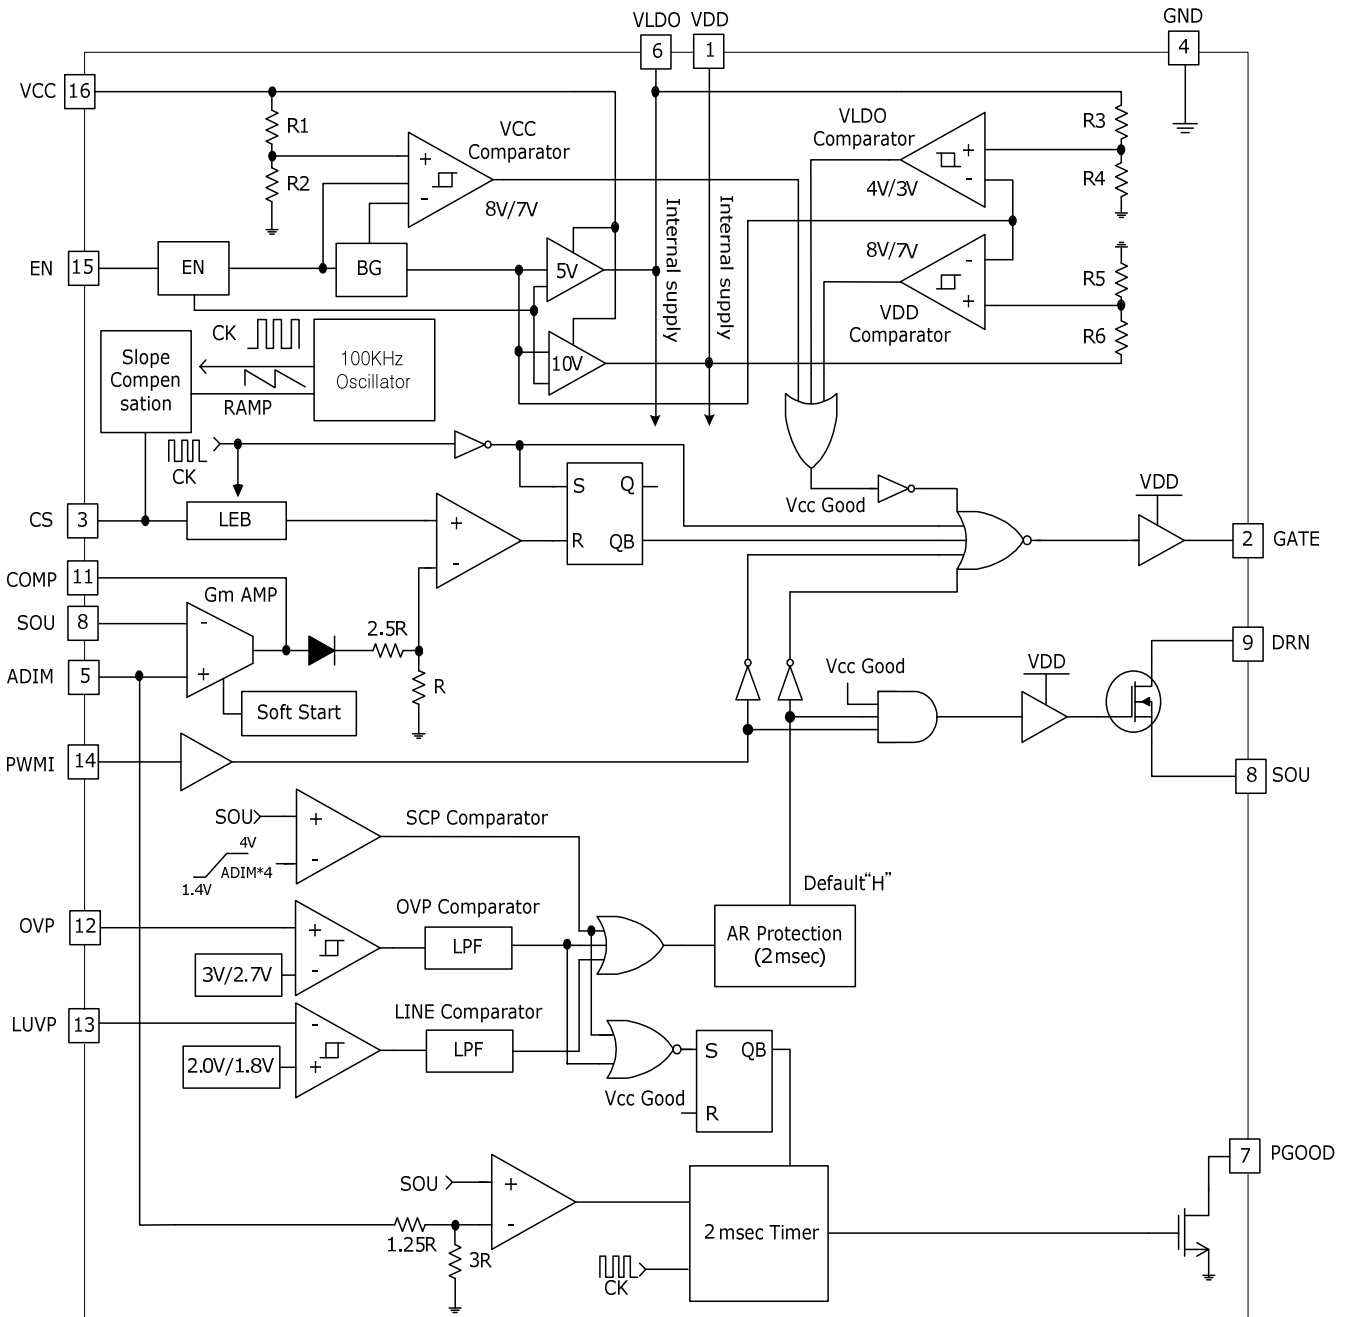 VLDO
VDD
GND
6
1
4
VCC
16
R1
R2
+
-
VCC
Comparator
8V/7V
VLDO
Comparator
4V/3V
+
-
R3
R4
EN
15
EN
BG
5V
10V
Internal supply
Internal supply
8V/7V
-
+
VDD
Comparator
R5
R6
Slope
Compen
sation
CK
RAMP
100KHz
Oscillator
CK
CS
3
LEB
+
-
S
Q
R
QB
Vcc Good
VDD
2
GATE
COMP
11
Gm AMP
SOU
8
-
+
ADIM
5
2.5R
R
Soft Start
Vcc Good
VDD
9
DRN
8
SOU
PWMI
14
SOU
+
-
SCP Comparator
4V
1.4V
ADIM*4
Default"H"
OVP
12
+
-
3V/2.7V
OVP Comparator
LPF
AR Protection
(2msec)
LUVP
13
-
+
2.0V/1.8V
LINE Comparator
LPF
S
QB
R
Vcc Good
SOU
+
-
1.25R
3R
2msec Timer
CK
7
PGOOD